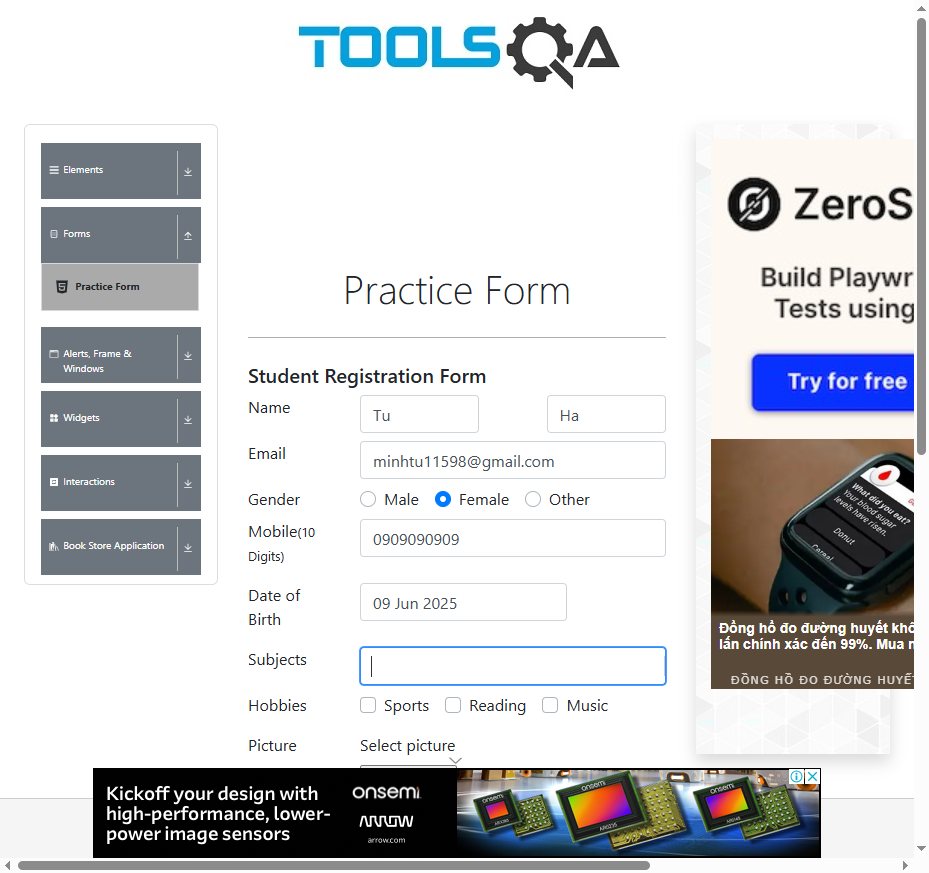 TOOLSQA
Elements
Forms
Practice Form
Alerts, Frame &
Windows
Widgets
Interactions
Book Store Application
Practice Form
Student Registration Form
Name
Tu
Ha
Email
minhtu11598@gmail.com
Gender
Male
Female
Other
Mobile(10
Digits)
0909090909
Date of
Birth
09 Jun 2025
Subjects
Hobbies
Sports
Reading
Music
Picture
Select picture
ZeroS
Build Playwr
Tests using
Try for free
What did you eat?
Your blood sugar
levels have risen.
Donut
Cereal
Đồng hồ đo đường huyết khô
lấn chính xác đến 99%. Mua n
ĐỒNG HỒ ĐO ĐƯỜNG HUYẾT
Kickoff your design with
high-performance, lower-
power image sensors
onsemi
ARROW
arrow.com
onsemi
onsemi
AR0235
onsemi